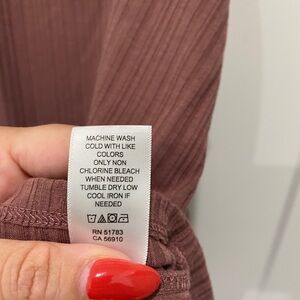 MACHINE WASH
COLD WITH LIKE
COLORS
ONLY NON
CHLORINE BLEACH
WHEN NEEDED
TUMBLE DRY LOW
COOL IRON IF
NEEDED
RN 51783
CA 56910